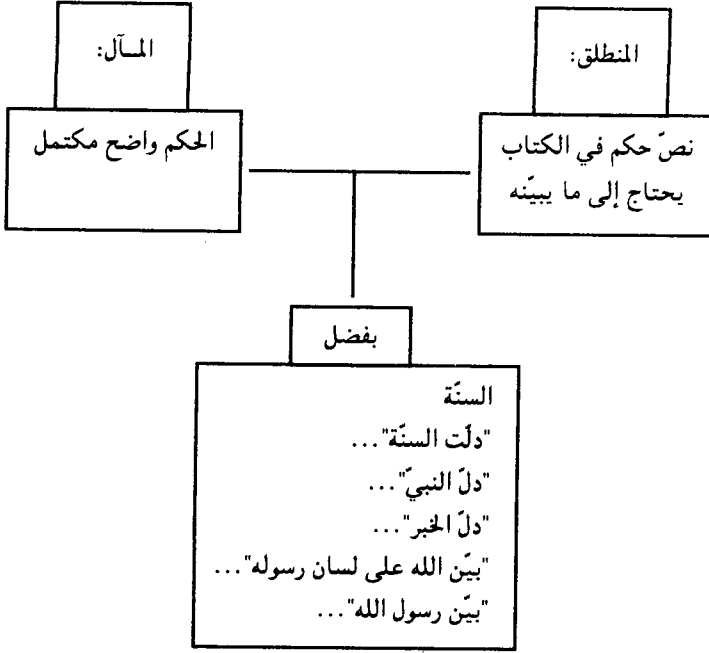 المنطلق:
نصّ حكم في الكتاب
يحتاج إلى ما يبيّنه
المآل:
الحكم واضح مكتمل
بفضل
السنّة
"دلّت السنّة"...
"دلّ النبيّ"...
"دلّ الخبر"...
"بيّن الله على لسان رسوله"...
"بيّن رسول الله"...